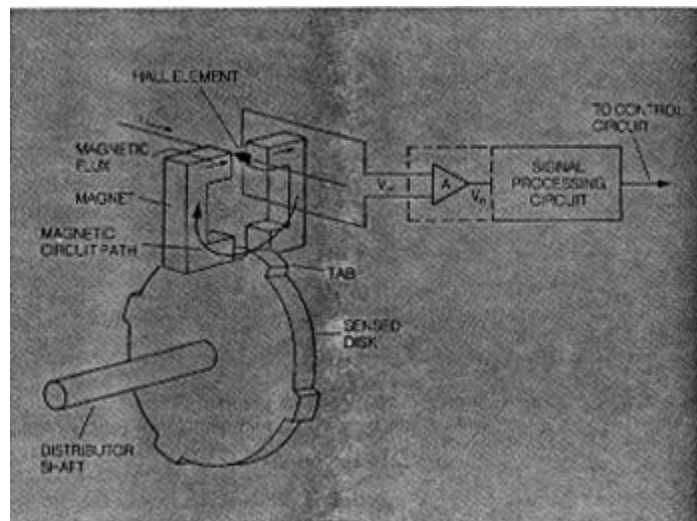 HALL ELEMENT
MAGNETIC
FLUX
MAGNET
MAGNETIC
CIRCUIT PATH
TAB
SENSED
DISK
DISTRIBUTOR
SHAFT
A
SIGNAL
PROCESSING
CIRCUIT
TO CONTROL
CIRCUIT